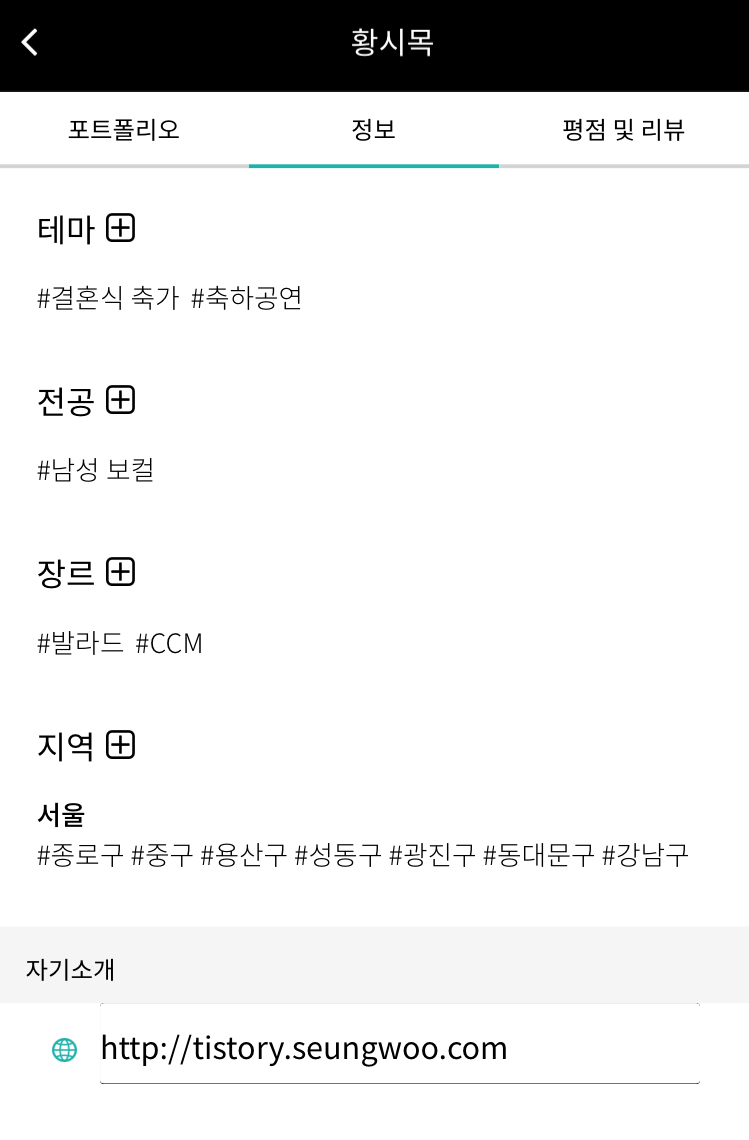 황시목
포트폴리오 정보 평점 및 리뷰
테마
#결혼식 축가 #축하공연
전공
#남성 보컬
장르
#발라드 #CCM
지역
서울
#종로구 #중구 #용산구 #성동구 #광진구 #동대문구 #강남구
자기소개
http://tistory.seungwoo.com